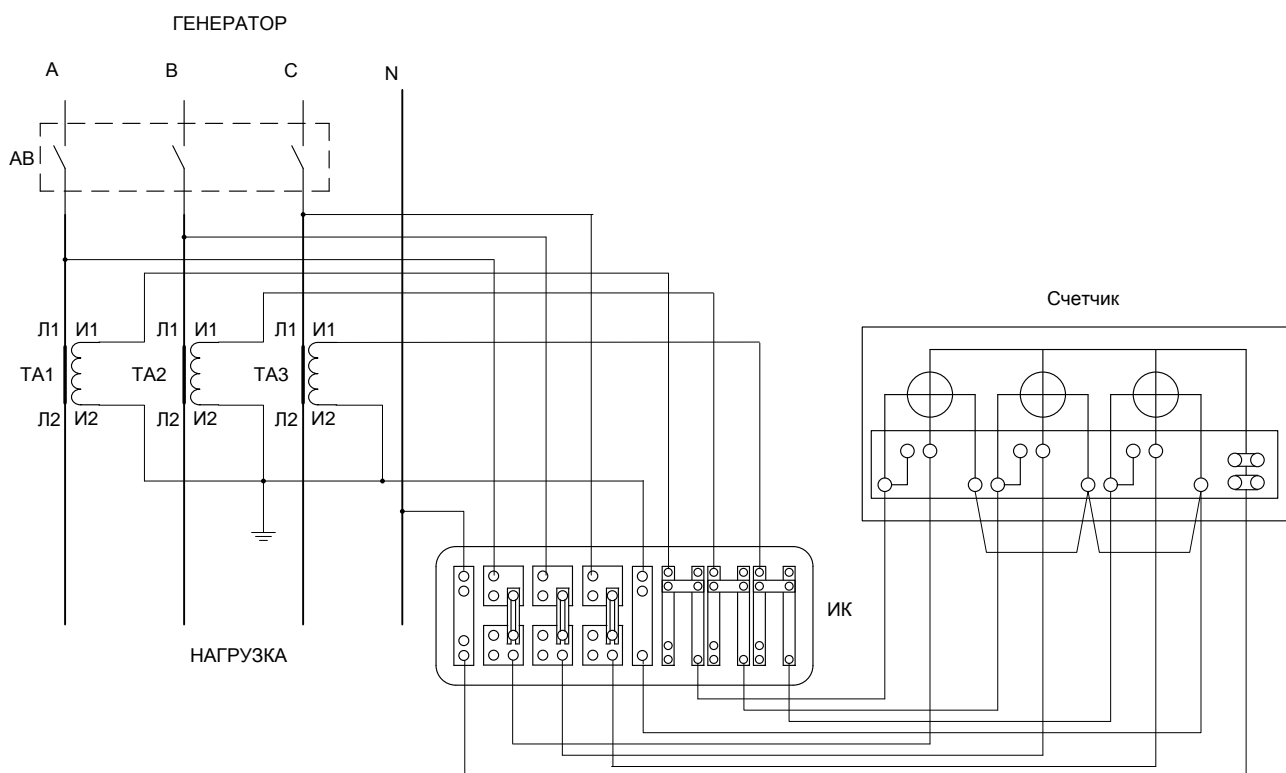 ГЕНЕРАТОР
A B C N
АВ
Счетчик
Л1 И1 Л1 И1 Л1 И1
ТА1 ТА2 ТА3
Л2 И2 Л2 И2 Л2 И2
ИК
НАГРУЗКА